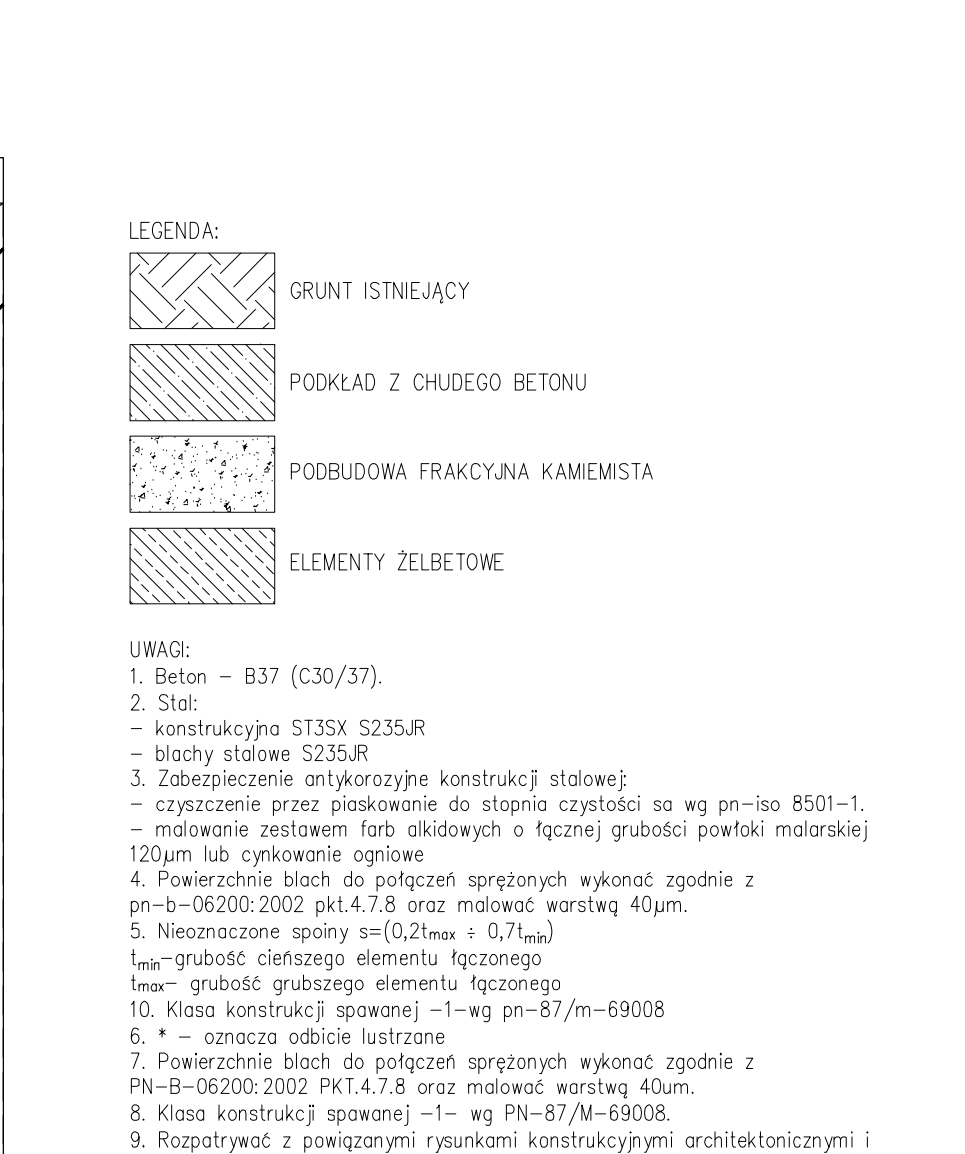 LEGENDA:
GRUNT ISTNIEJĄCY
PODKŁAD Z CHUDEGO BETONU
PODBUDOWA FRAKCYJNA KAMIEMISTA
ELEMENTY ŻELBETOWE
UWAGI:
1. Beton – B37 (C30/37).
2. Stal:
– konstrukcyjna ST3SX S235JR
– blachy stalowe S235JR
3. Zabezpieczenie antykorozyjne konstrukcji stalowej:
– czyszczenie przez piaskowanie do stopnia czystości sa wg pn–iso 8501–1.
– malowanie zestawem farb alkidowych o łącznej grubości powłoki malarskiej
120µm lub cynkowanie ogniowe
4. Powierzchnie blach do połączeń sprężonych wykonać zgodnie z
pn–b–06200:2002 pkt.4.7.8 oraz malować warstwą 40µm.
5. Nieoznaczone spoiny s=(0,2tmax ÷ 0,7tmin)
tmin–grubość cieńszego elementu łączonego
tmax– grubość grubszego elementu łączonego
10. Klasa konstrukcji spawanej –1–wg pn–87/m–69008
6. * – oznacza odbicie lustrzane
7. Powierzchnie blach do połączeń sprężonych wykonać zgodnie z
PN–B–06200:2002 PKT.4.7.8 oraz malować warstwą 40um.
8. Klasa konstrukcji spawanej –1– wg PN–87/M–69008.
9. Rozpatrywać z powiązanymi rysunkami konstrukcyjnymi architektonicznymi i